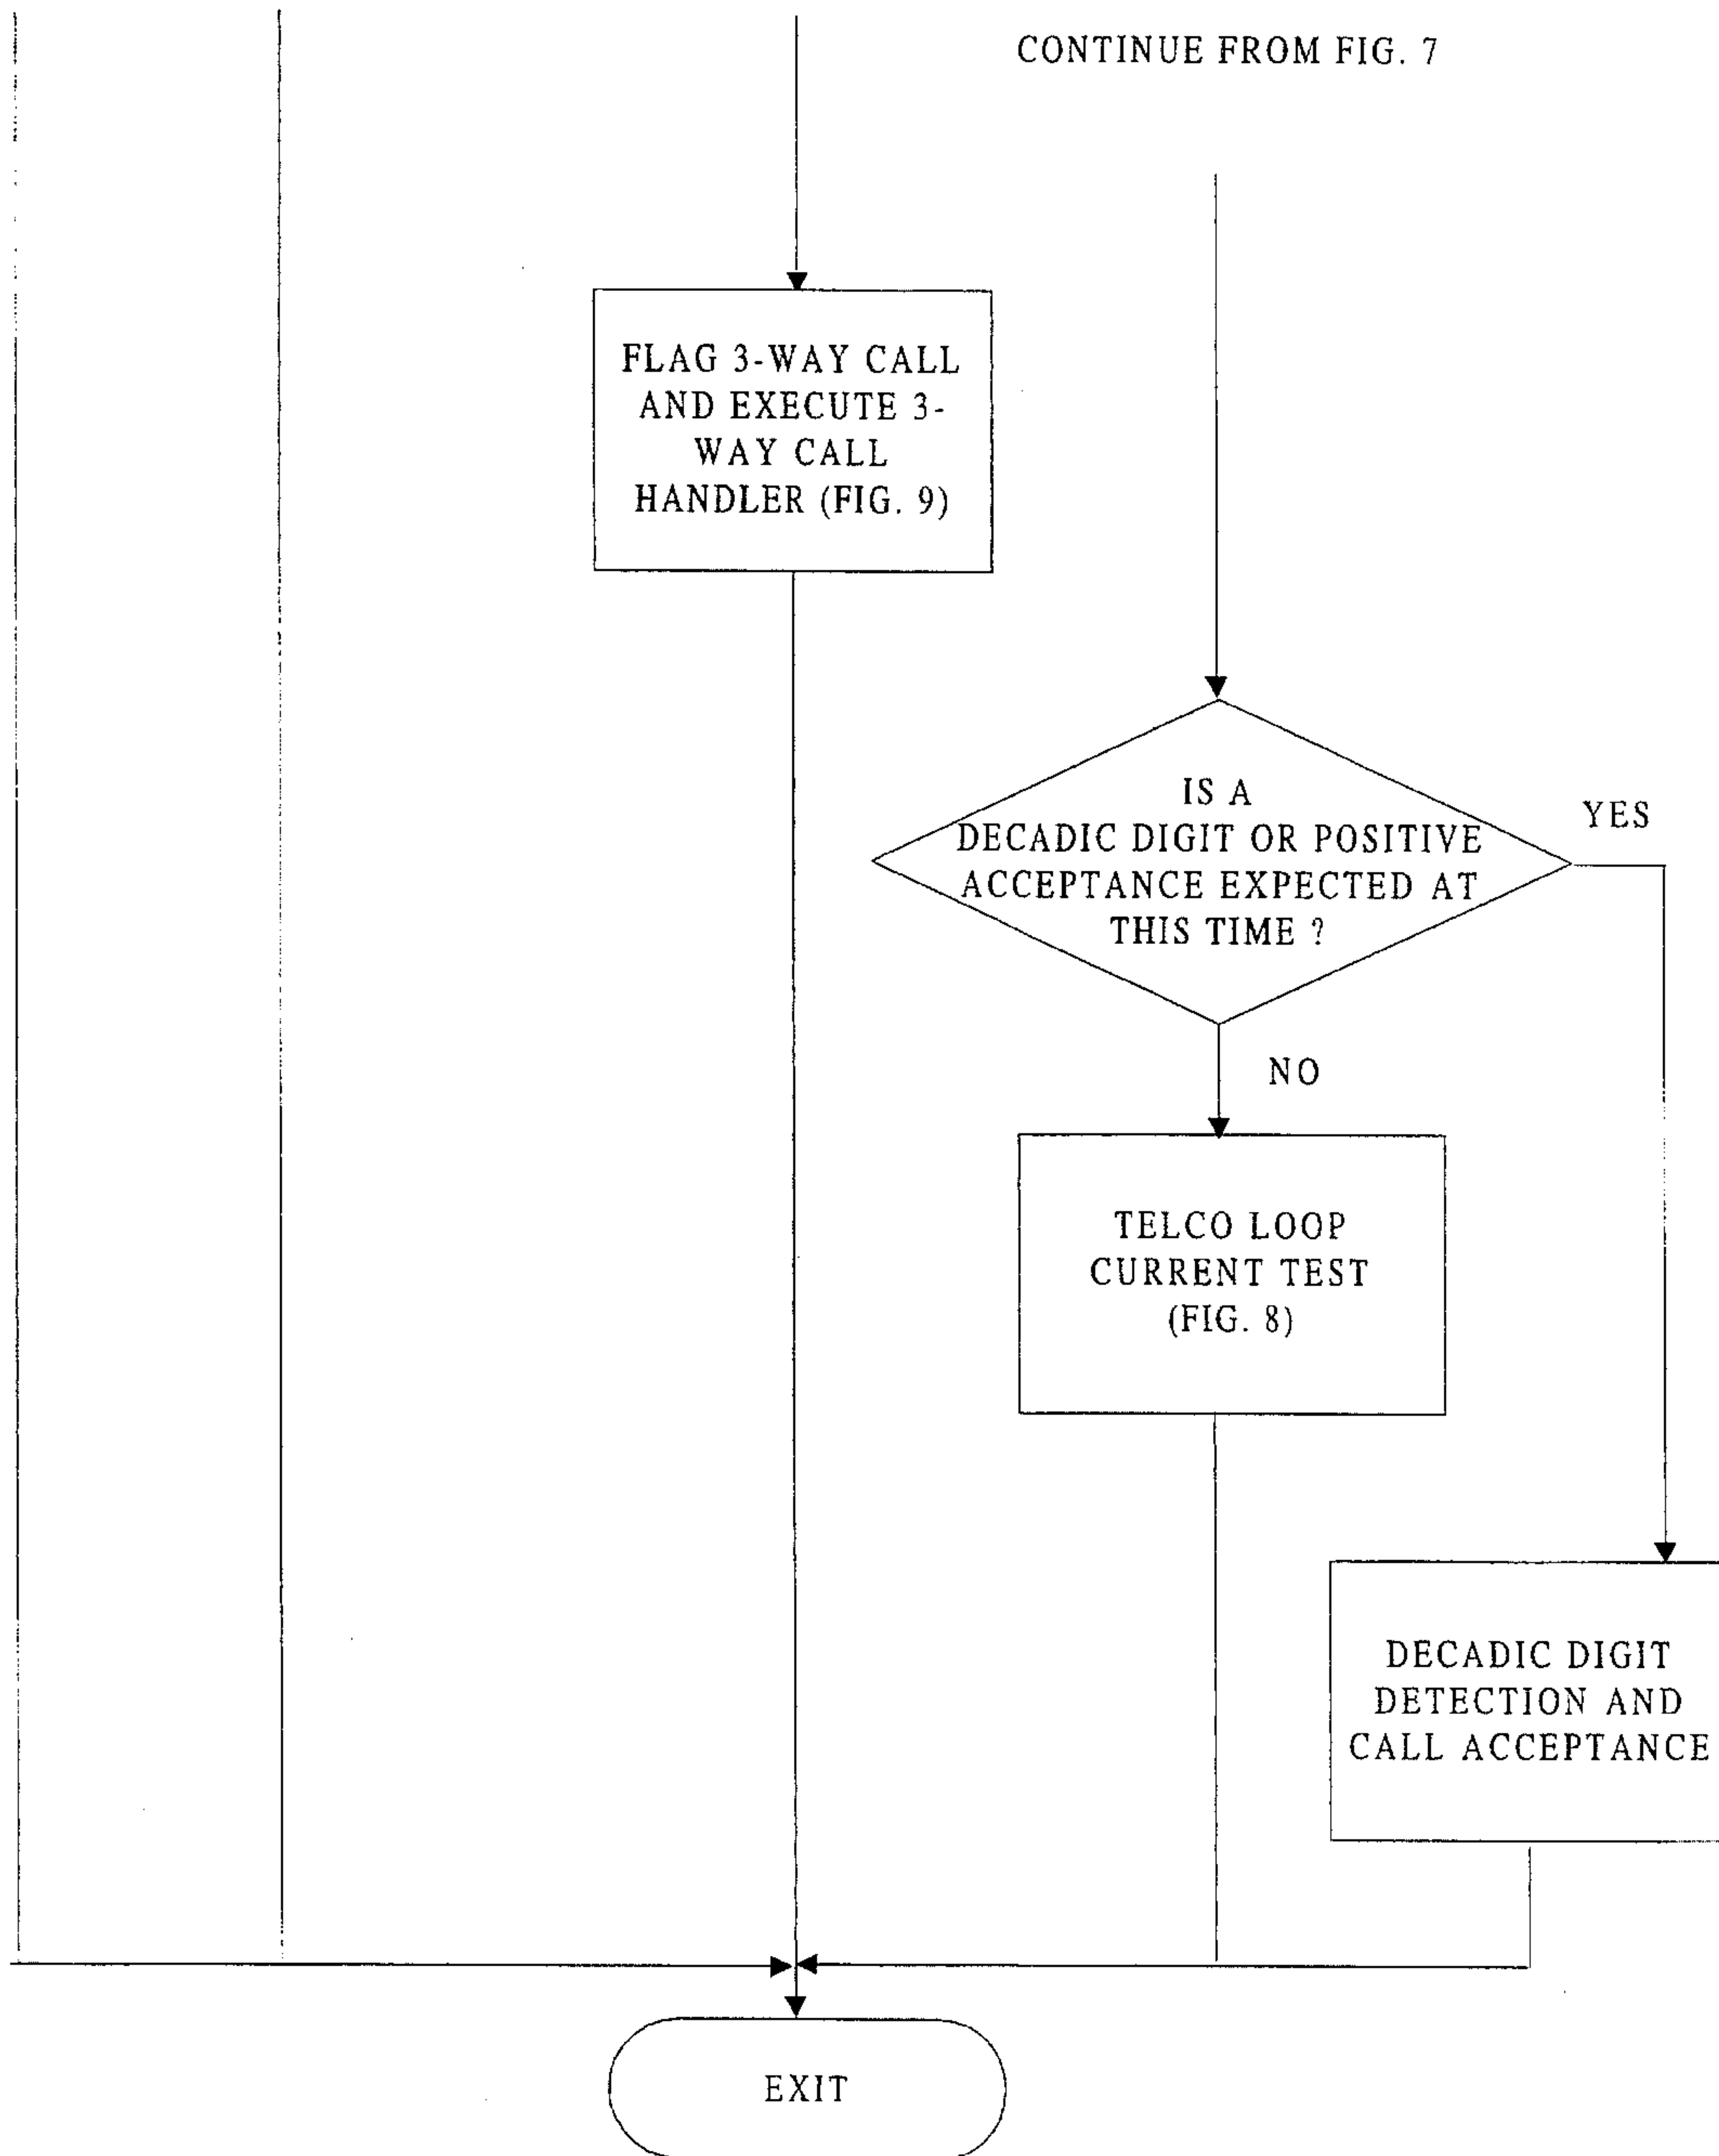 CONTINUE FROM FIG. 7
FLAG 3-WAY CALL
AND EXECUTE 3-
WAY CALL
HANDLER (FIG. 9)
IS A
DECADIC DIGIT OR POSITIVE
ACCEPTANCE EXPECTED AT
THIS TIME ?
YES
NO
TELCO LOOP
CURRENT TEST
(FIG. 8)
DECADIC DIGIT
DETECTION AND
CALL ACCEPTANCE
EXIT